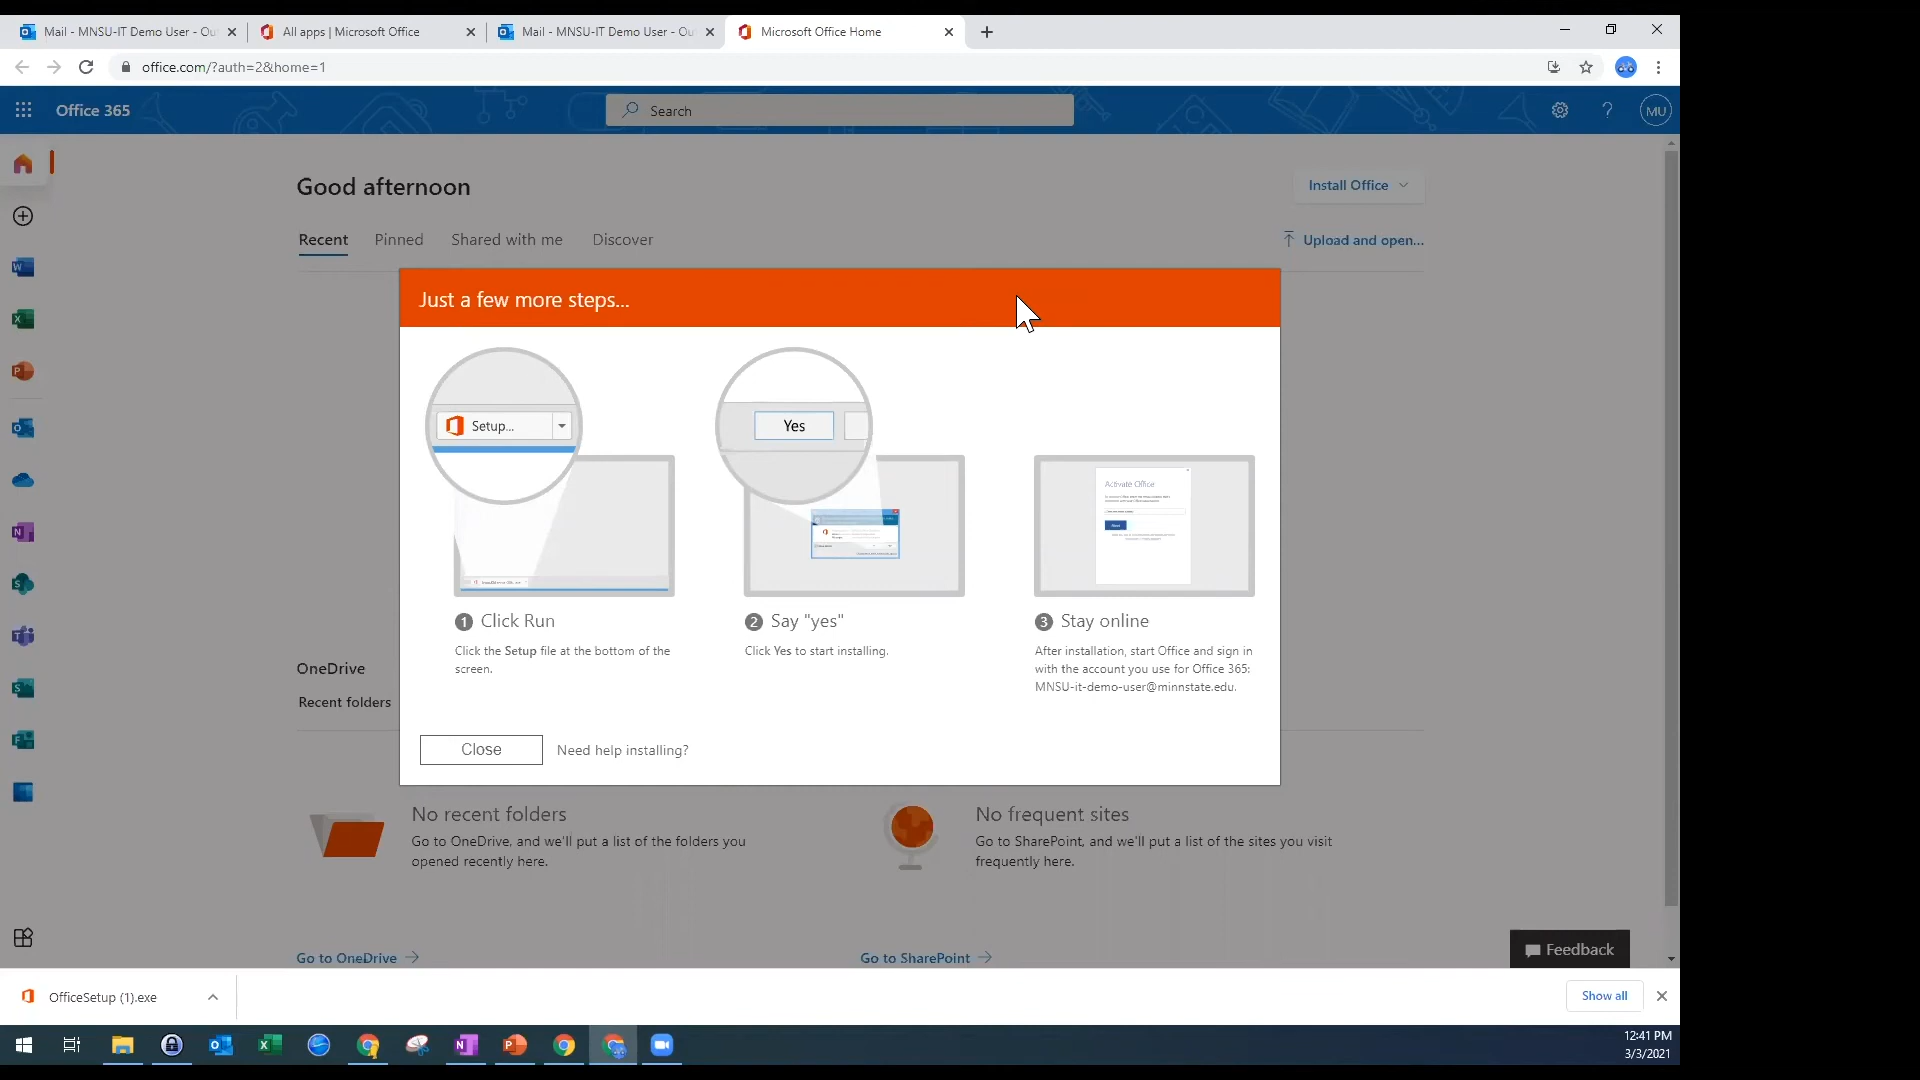 Mail - MNSU-IT Demo User - Ou
All apps | Microsoft Office
Mail - MNSU-IT Demo User - Ou
Microsoft Office Home
office.com/?auth=2&home=1
Office 365
Search
MU
Good afternoon
Install Office
Recent
Pinned
Shared with me
Discover
Upload and open...
Just a few more steps...
Setup...
Yes
Activate Office
1 Click Run
Click the Setup file at the bottom of the
screen.
2 Say "yes"
Click Yes to start installing.
3 Stay online
After installation, start Office and sign in
with the account you use for Office 365:
MNSU-it-demo-user@minnstate.edu.
OneDrive
Recent folders
Close
Need help installing?
No recent folders
Go to OneDrive, and we'll put a list of the folders you
opened recently here.
No frequent sites
Go to SharePoint, and we'll put a list of the sites you visit
frequently here.
Go to OneDrive
Go to SharePoint
Feedback
OfficeSetup (1).exe
Show all
12:41 PM
3/3/2021